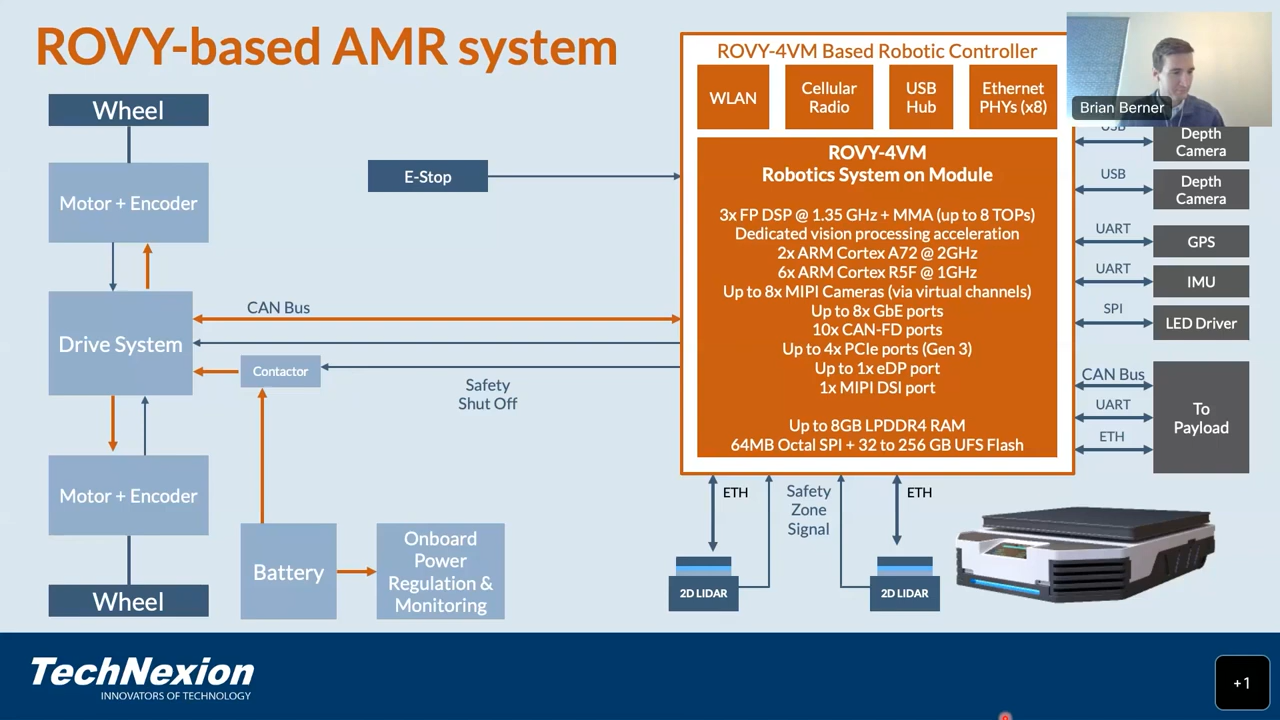 ROVY-based AMR system
Wheel
Motor + Encoder
Drive System
Motor + Encoder
Wheel
CAN Bus
Contactor
Safety
Shut Off
Battery
Onboard
Power
Regulation &
Monitoring
E-Stop
ROVY-4VM Based Robotic Controller
WLAN
Cellular
Radio
USB
Hub
Ethernet
PHYs (x8)
ROVY-4VM
Robotics System on Module
3x FP DSP @ 1.35 GHz + MMA (up to 8 TOPs)
Dedicated vision processing acceleration
2x ARM Cortex A72 @ 2GHz
6x ARM Cortex R5F @ 1GHz
Up to 8x MIPI Cameras (via virtual channels)
Up to 8x GbE ports
10x CAN-FD ports
Up to 4x PCIe ports (Gen 3)
Up to 1x eDP port
1x MIPI DSI port
Up to 8GB LPDDR4 RAM
64MB Octal SPI + 32 to 256 GB UFS Flash
ETH
Safety
Zone
Signal
ETH
2D LIDAR
2D LIDAR
Brian Berner
USB
Depth
Camera
USB
Depth
Camera
UART
GPS
UART
IMU
SPI
LED Driver
CAN Bus
UART
ETH
To
Payload
TechNexion
INNOVATORS OF TECHNOLOGY
+1